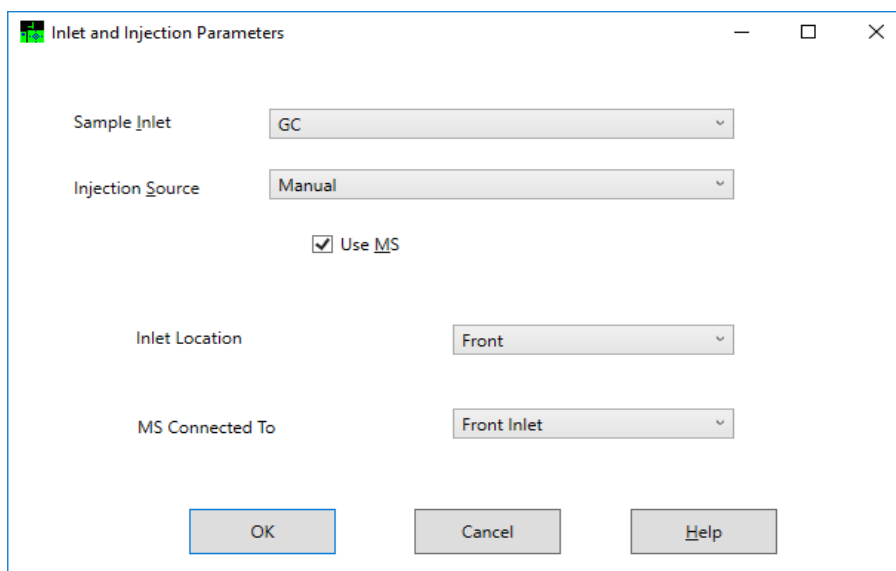 Inlet and Injection Parameters
Sample Inlet
GC
Injection Source
Manual
Use MS
Inlet Location
Front
MS Connected To
Front Inlet
OK
Cancel
Help